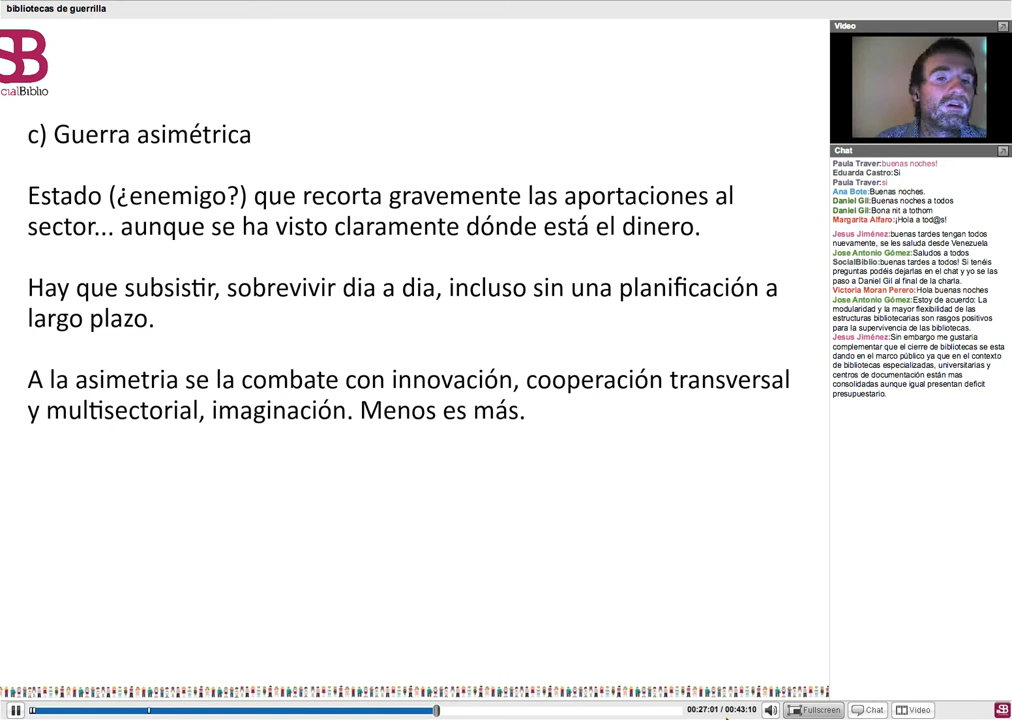 bibliotecas de guerrilla
SB
cialBiblio
c) Guerra asimétrica
Estado (¿enemigo?) que recorta gravemente las aportaciones al
sector... aunque se ha visto claramente dónde está el dinero.
Hay que subsistir, sobrevivir dia a dia, incluso sin una planificación a
largo plazo.
A la asimetria se la combate con innovación, cooperación transversal
y multisectorial, imaginación. Menos es más.
Video
Chat
Paula Traver:buenas noches!
Eduarda Castro:Si
Paula Traver:si
Ana Bote:Buenas noches.
Daniel Gil:Buenas noches a todos
Daniel Gil:Bona nit a tothom
Margarita Alfaro:¡Hola a tod@s!
Jesus Jiménez:buenas tardes tengan todos
nuevamente, se les saluda desde Venezuela
Jose Antonio Gómez:Saludos a todos
SocialBiblio:buenas tardes a todos! Si tenéis
preguntas podéis dejarlas en el chat y yo se las
paso a Daniel Gil al final de la charla.
Victoria Moran Perero:Hola buenas noches
Jose Antonio Gómez:Estoy de acuerdo: La
modularidad y la mayor flexibilidad de las
estructuras bibliotecarias son rasgos positivos
para la supervivencia de las bibliotecas.
Jesus Jiménez:Sin embargo me gustaria
complementar que el cierre de bibliotecas se esta
dando en el marco público ya que en el contexto
de bibliotecas especializadas, universitarias y
centros de documentación están mas
consolidadas aunque igual presentan deficit
presupuestario.
00:27:01 / 00:43:10
Fullscreen
Chat
Video
SB